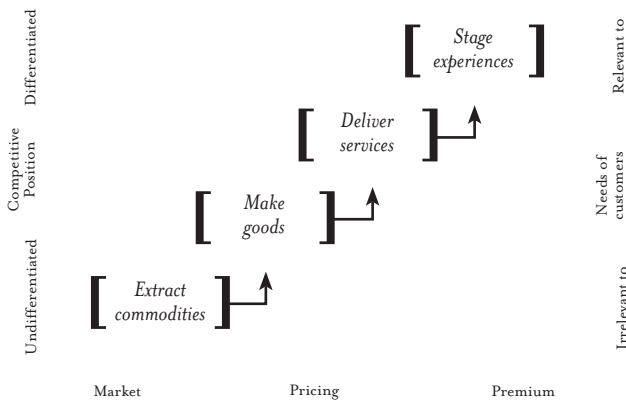 Differentiated
Stage
experiences
Relevant to
Deliver
services
Competitive
Position
Needs of
customers
Make
goods
Undifferentiated
Extract
commodities
Irrelevant to
Market
Pricing
Premium